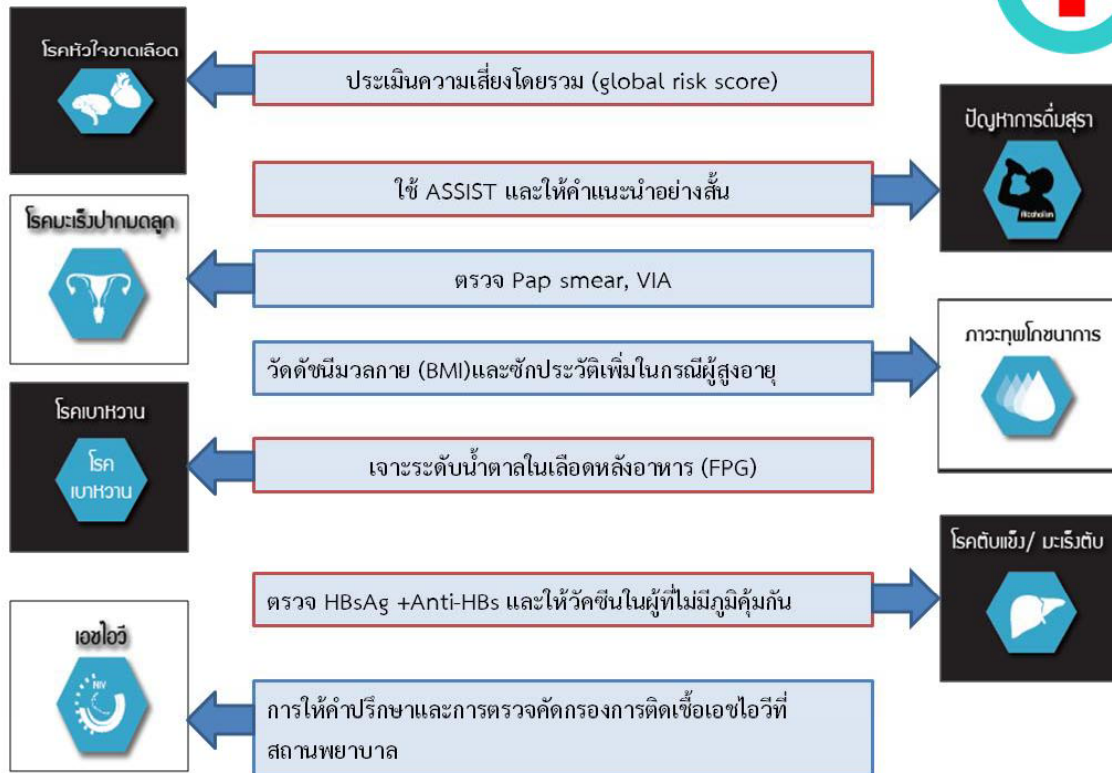 โรคหัวใจขาดเลือด
ประเมินความเสี่ยงโดยรวม (global risk score)
ปัญหาการดื่มสุรา
Alcoholism
ใช้ ASSIST และให้คำแนะนำอย่างสั้น
โรคมะเร็งปากมดลูก
ตรวจ Pap smear, VIA
ภาวะทุพโภชนาการ
วัดดัชนีมวลกาย (BMI)และซักประวัติเพิ่มในกรณีผู้สูงอายุ
โรคเบาหวาน
โรค
เบาหวาน
เจาะระดับน้ำตาลในเลือดหลังอาหาร (FPG)
โรคตับแข็ง/ มะเร็งตับ
ตรวจ HBsAg +Anti-HBs และให้วัคซีนในผู้ที่ไม่มีภูมิคุ้มกัน
เอชไอวี
HIV
การให้คำปรึกษาและการตรวจคัดกรองการติดเชื้อเอชไอวีที่
สถานพยาบาล